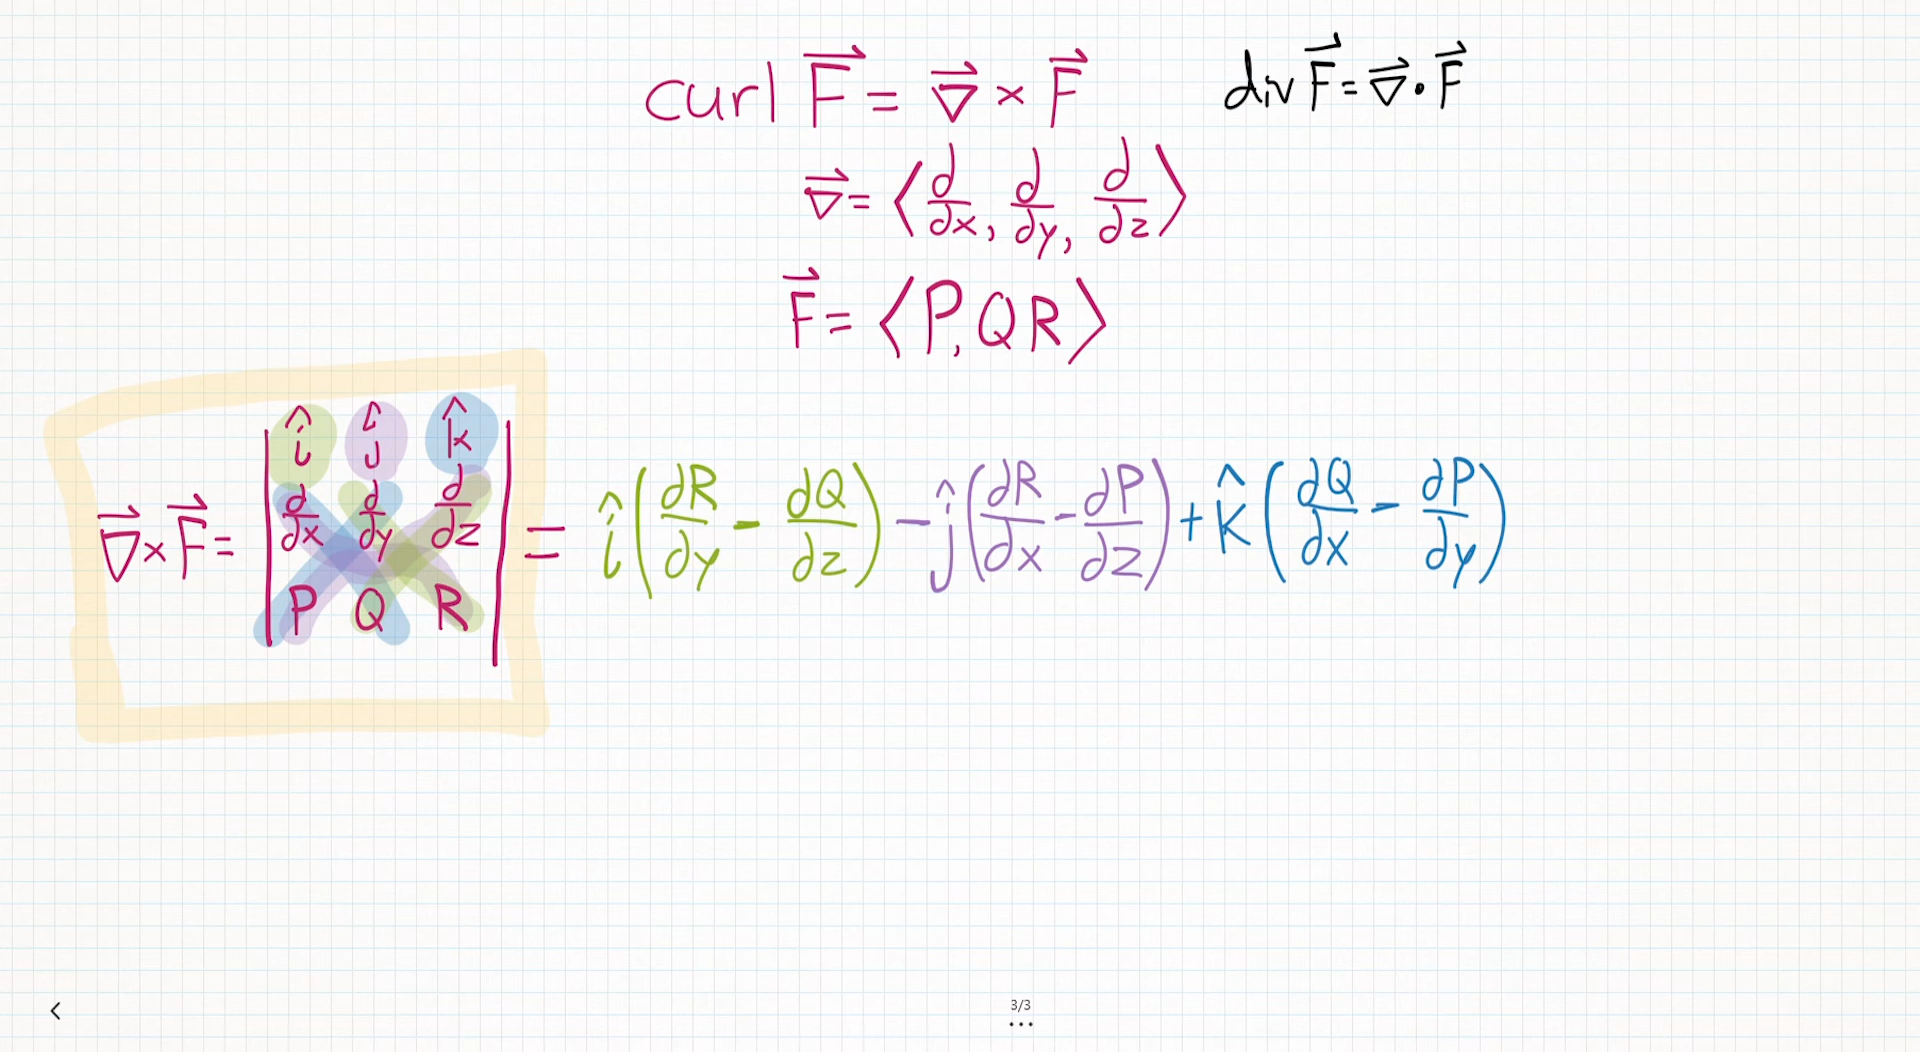 curl F⃗ = ∇⃗ × F⃗
div F⃗ = ∇⃗ · F⃗
∇⃗ = ⟨∂/∂x, ∂/∂y, ∂/∂z⟩
F⃗ = ⟨P, Q R⟩
∇⃗ × F⃗ = | î ĵ k̂ | = î (∂R/∂y - ∂Q/∂z) - ĵ (∂R/∂x - ∂P/∂z) + k̂ (∂Q/∂x - ∂P/∂y)
| ∂/∂x ∂/∂y ∂/∂z |
| P Q R |
3/3